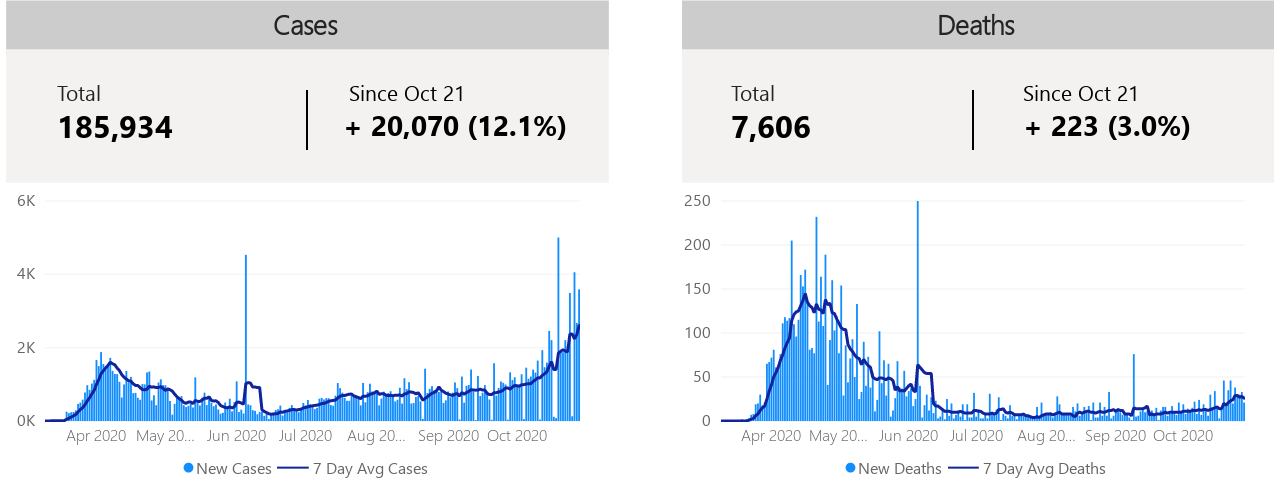 Cases
Total
185,934
Since Oct 21
+ 20,070 (12.1%)
6K
4K
2K
0K
Apr 2020 May 20... Jun 2020 Jul 2020 Aug 20... Sep 2020 Oct 2020
New Cases 7 Day Avg Cases
Deaths
Total
7,606
Since Oct 21
+ 223 (3.0%)
250
200
150
100
50
0
Apr 2020 May 20... Jun 2020 Jul 2020 Aug 20... Sep 2020 Oct 2020
New Deaths 7 Day Avg Deaths